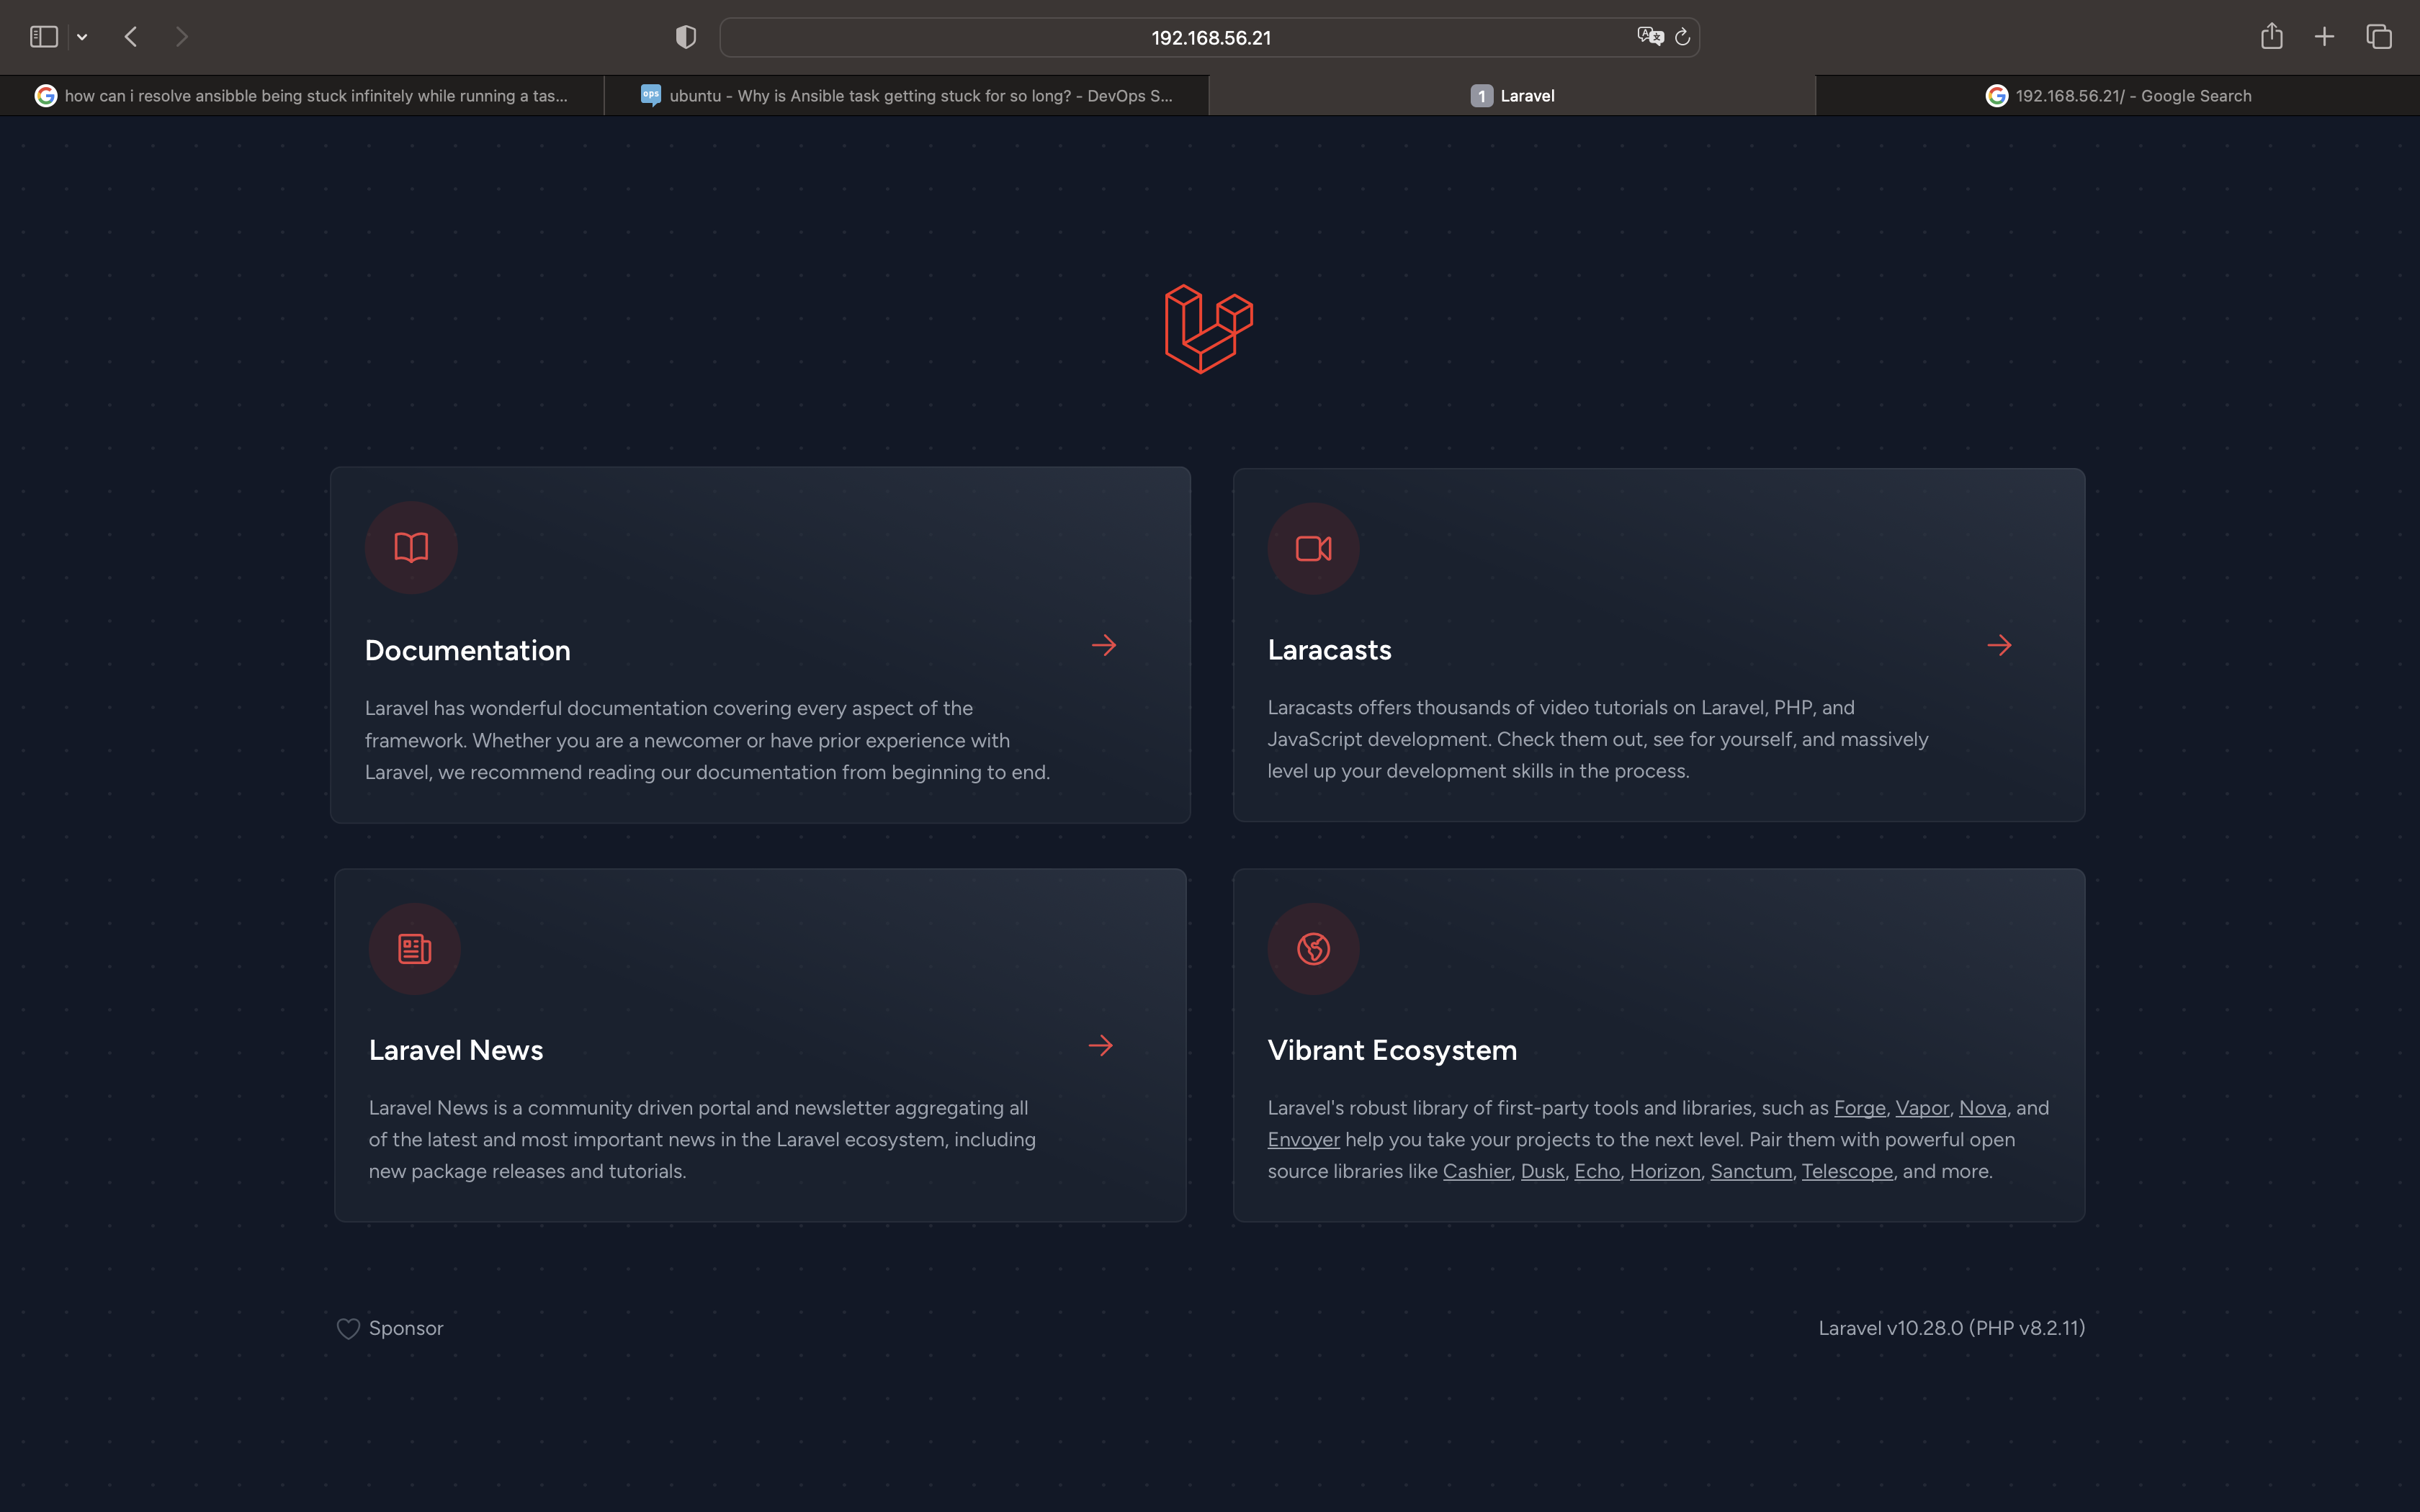 192.168.56.21
how can i resolve ansibble being stuck infinitely while running a tas...
ops
ubuntu - Why is Ansible task getting stuck for so long? - DevOps S...
1 Laravel
192.168.56.21/ - Google Search
Documentation
Laravel has wonderful documentation covering every aspect of the
framework. Whether you are a newcomer or have prior experience with
Laravel, we recommend reading our documentation from beginning to end.
Laracasts
Laracasts offers thousands of video tutorials on Laravel, PHP, and
JavaScript development. Check them out, see for yourself, and massively
level up your development skills in the process.
Laravel News
Laravel News is a community driven portal and newsletter aggregating all
of the latest and most important news in the Laravel ecosystem, including
new package releases and tutorials.
Vibrant Ecosystem
Laravel's robust library of first-party tools and libraries, such as Forge, Vapor, Nova, and
Envoyer help you take your projects to the next level. Pair them with powerful open
source libraries like Cashier, Dusk, Echo, Horizon, Sanctum, Telescope, and more.
Sponsor
Laravel v10.28.0 (PHP v8.2.11)